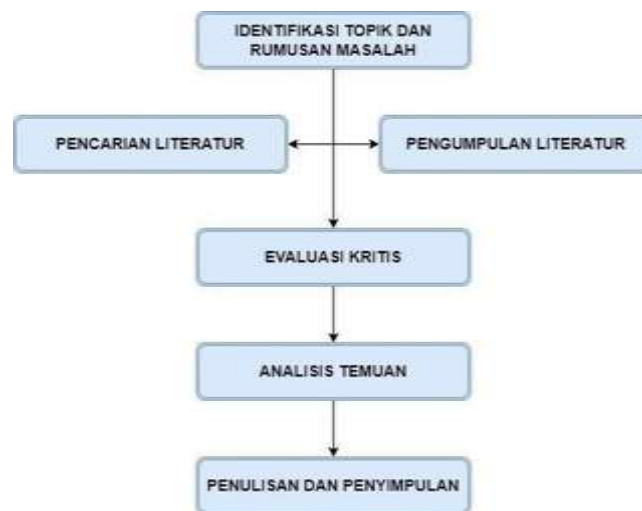 IDENTIFIKASI TOPIK DAN
RUMUSAN MASALAH
PENCARIAN LITERATUR
PENGUMPULAN LITERATUR
EVALUASI KRITIS
ANALISIS TEMUAN
PENULISAN DAN PENYIMPULAN